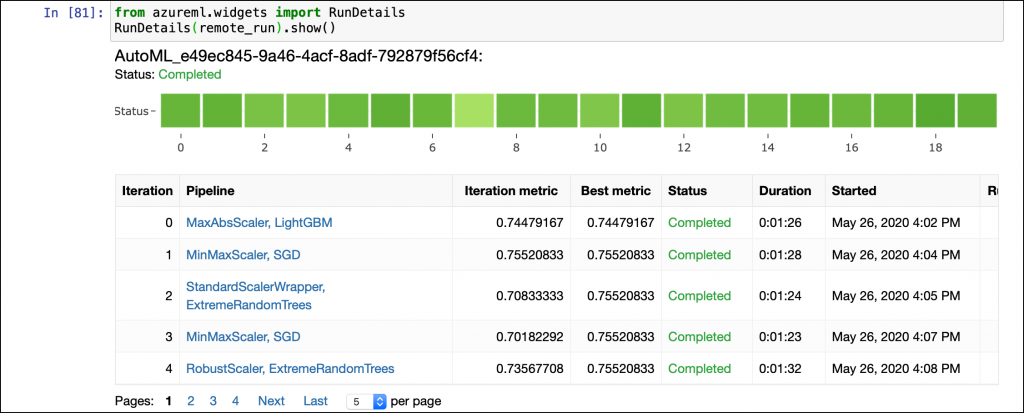 In [81]: from azureml.widgets import RunDetails
RunDetails(remote_run).show()
AutoML_e49ec845-9a46-4acf-8adf-792879f56cf4:
Status: Completed
Status
0 2 4 6 8 10 12 14 16 18
Iteration Pipeline Iteration metric Best metric Status Duration Started
0 MaxAbsScaler, LightGBM 0.74479167 0.74479167 Completed 0:01:26 May 26, 2020 4:02 PM
1 MinMaxScaler, SGD 0.75520833 0.75520833 Completed 0:01:28 May 26, 2020 4:04 PM
2 StandardScalerWrapper, ExtremeRandomTrees 0.70833333 0.75520833 Completed 0:01:24 May 26, 2020 4:05 PM
3 MinMaxScaler, SGD 0.70182292 0.75520833 Completed 0:01:23 May 26, 2020 4:07 PM
4 RobustScaler, ExtremeRandomTrees 0.73567708 0.75520833 Completed 0:01:32 May 26, 2020 4:08 PM
Pages: 1 2 3 4 Next Last 5 per page